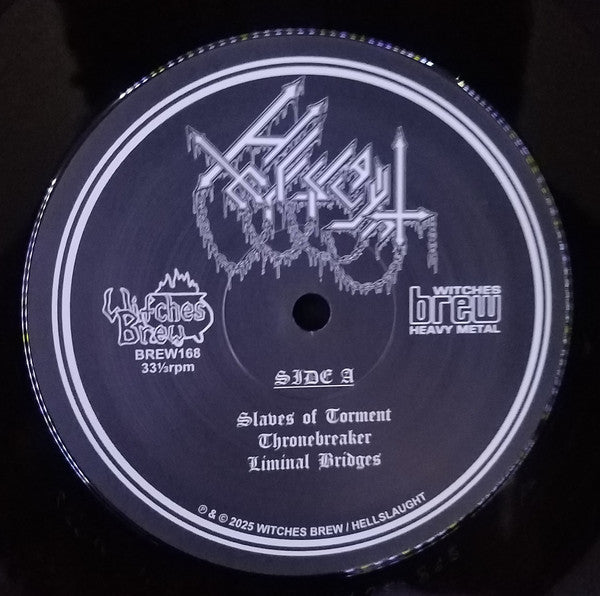 Witches
Brew
BREW168
33⅓rpm
WITCHES
brew
HEAVY METAL
SIDE A
Slaves of Torment
Thronebreaker
Liminal Bridges
℗ & © 2025 WITCHES BREW / HELLSLAUGHT